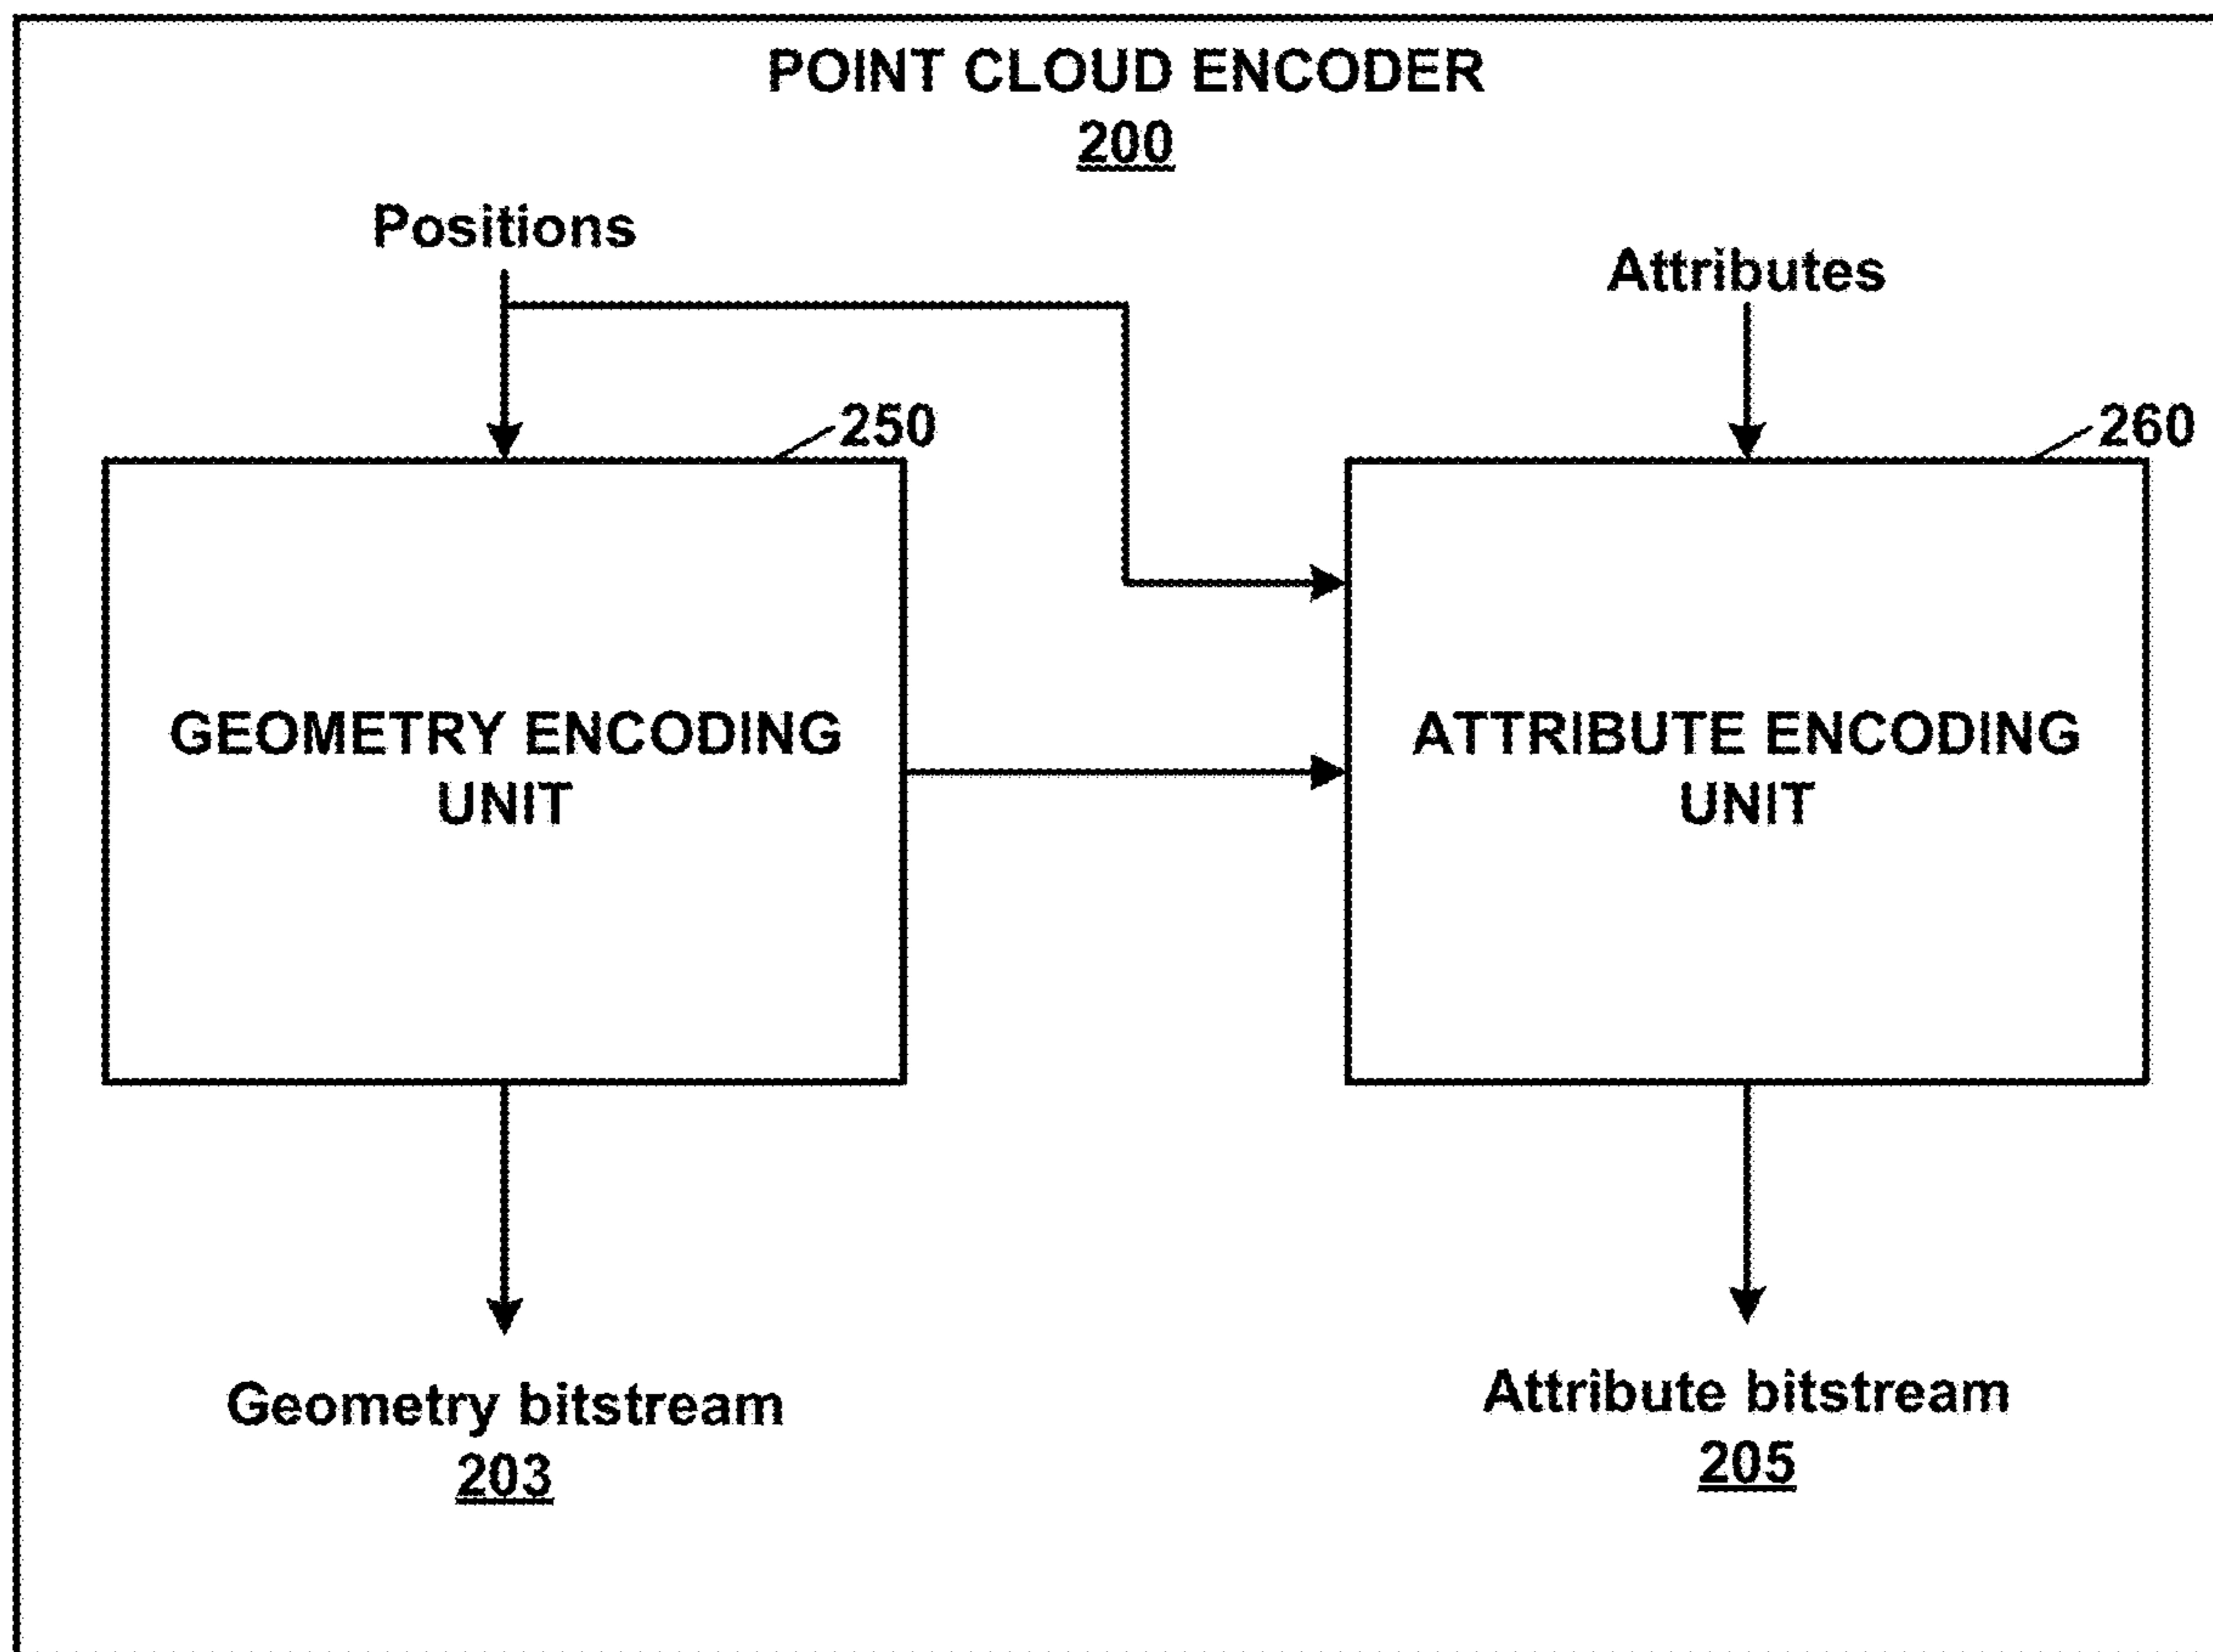 POINT CLOUD ENCODER
200
Positions
Attributes
250
260
GEOMETRY ENCODING
UNIT
ATTRIBUTE ENCODING
UNIT
Geometry bitstream
203
Attribute bitstream
205